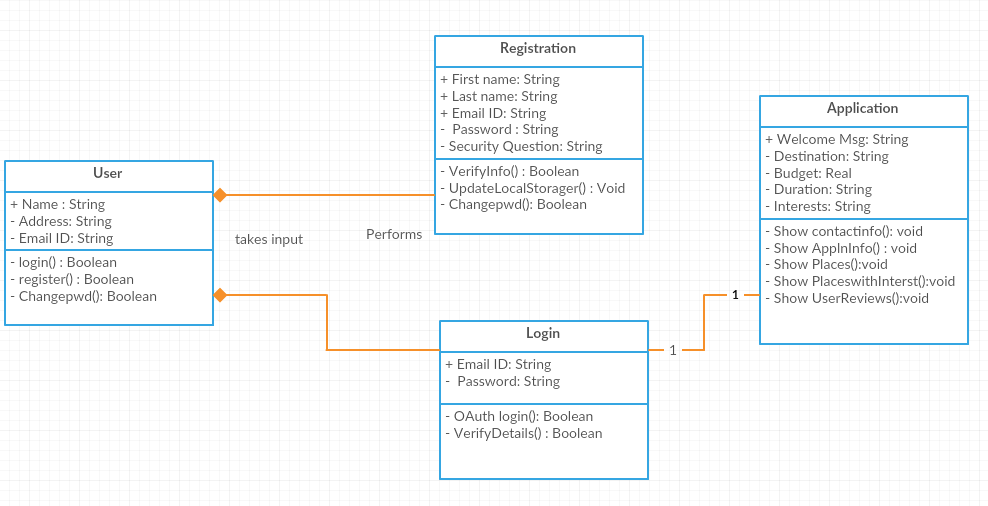 Registration
+ First name: String
+ Last name: String
+ Email ID: String
-  Password : String
- Security Question: String
- VerifyInfo() : Boolean
- UpdateLocalStorager() : Void
- Changepwd(): Boolean
Application
+ Welcome Msg: String
- Destination: String
- Budget: Real
- Duration: String
- Interests: String
- Show contactinfo(): void
- Show AppInInfo() : void
- Show Places():void
- Show PlaceswithInterst():void
- Show UserReviews():void
User
+ Name : String
- Address: String
- Email ID: String
- login() : Boolean
- register() : Boolean
- Changepwd(): Boolean
takes input
Performs
Login
+ Email ID: String
-  Password: String
- OAuth login(): Boolean
- VerifyDetails() : Boolean
1
1